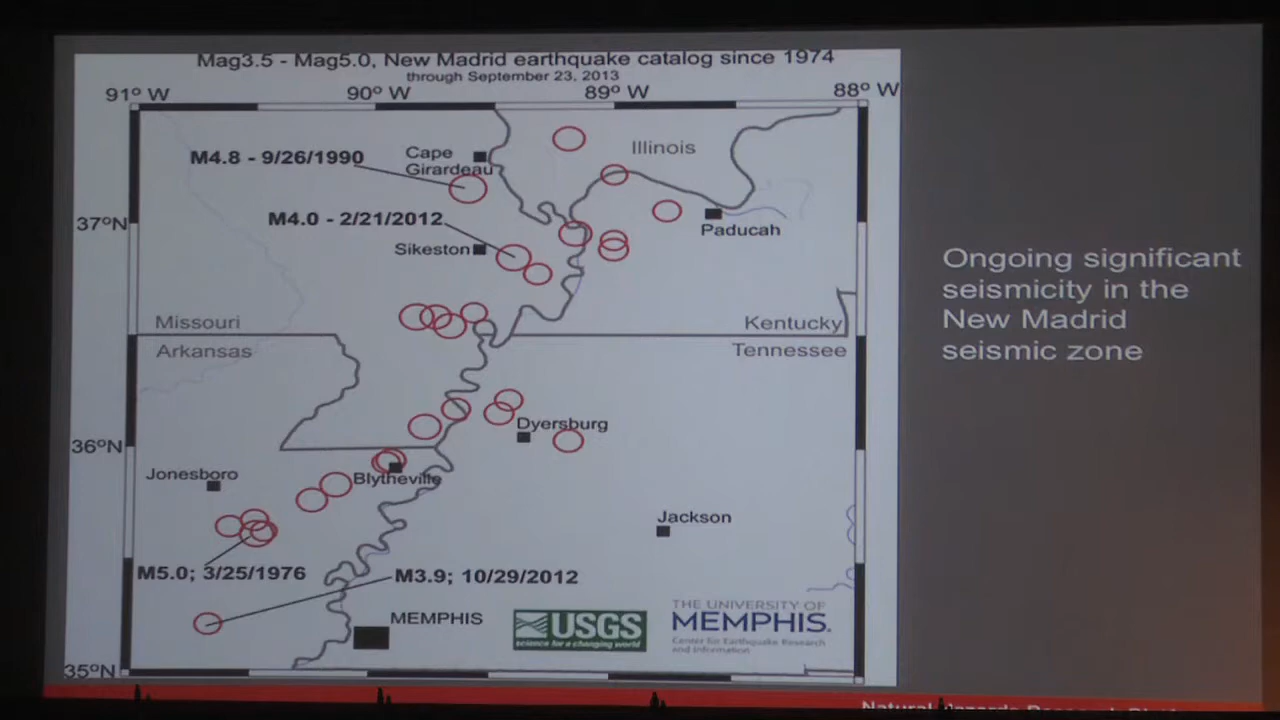 Mag3.5 - Mag5.0, New Madrid earthquake catalog since 1974
through September 23, 2013
91° W
90° W
89° W
88° W
M4.8 - 9/26/1990
Cape
Girardeau
Illinois
M4.0 - 2/21/2012
37°N
Sikeston
Paducah
Missouri
Kentucky
Arkansas
Tennessee
Ongoing significant
seismicity in the
New Madrid
seismic zone
Dyersburg
36°N
Jonesboro
Blytheville
Jackson
M5.0; 3/25/1976
M3.9; 10/29/2012
MEMPHIS
USGS
science for a changing world
THE UNIVERSITY OF
MEMPHIS.
Center for Earthquake Research
and Information
35°N
Natural Hazards Research